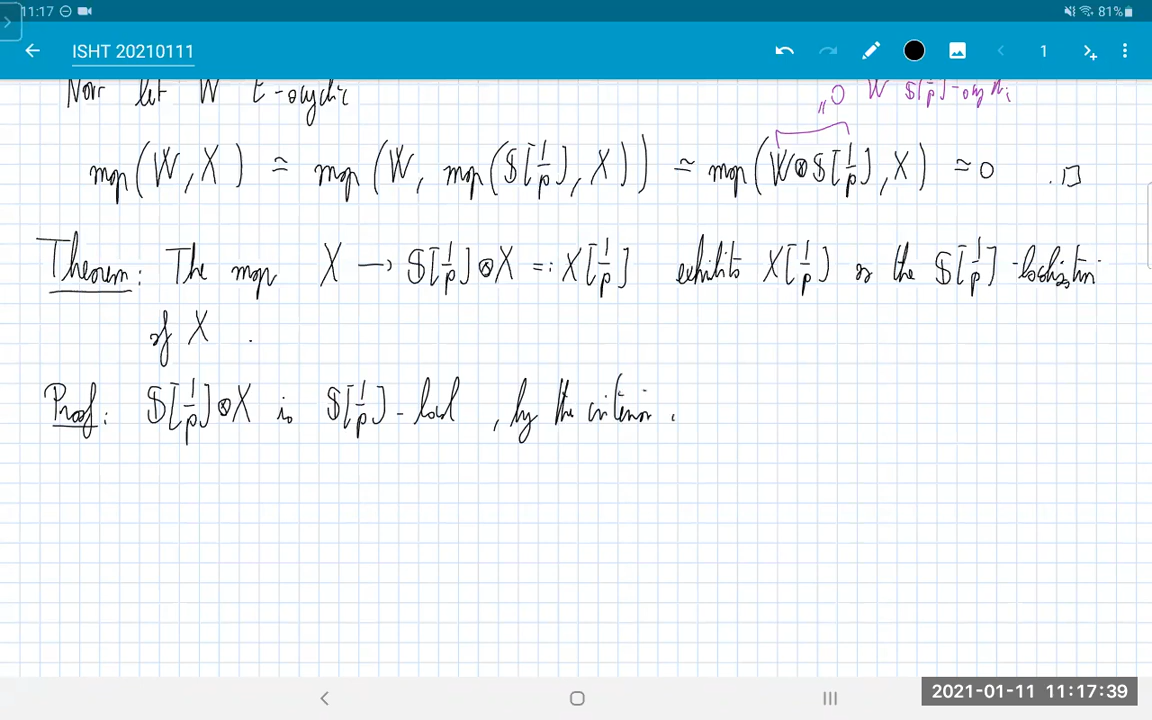 11:17
81%
ISHT 20210111
1
Now let W E-acyclic
"0 W $[1/p]-acyclic
map(W, X) ≃ map(W, map($[1/p], X)) ≃ map(W⊗$[1/p], X) ≃ 0 . □
Theorem: The map X → $[1/p]⊗X =: X[1/p] exhibits X[1/p] as the $[1/p]-localization
of X .
Proof: $[1/p]⊗X is $[1/p]-local , by the criterion .
2021-01-11 11:17:39